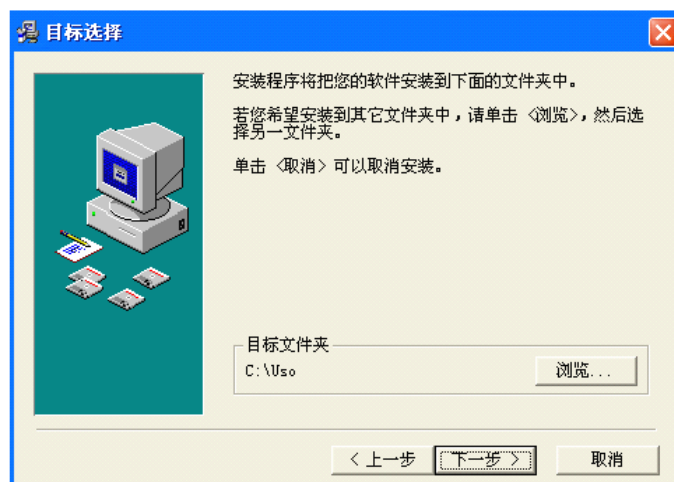 目标选择
安装程序将把您的软件安装到下面的文件夹中。
若您希望安装到其它文件夹中，请单击〈浏览〉，然后选
择另一文件夹。
单击〈取消〉可以取消安装。
目标文件夹
C:\Uso
浏览...
< 上一步
下一步 >
取消